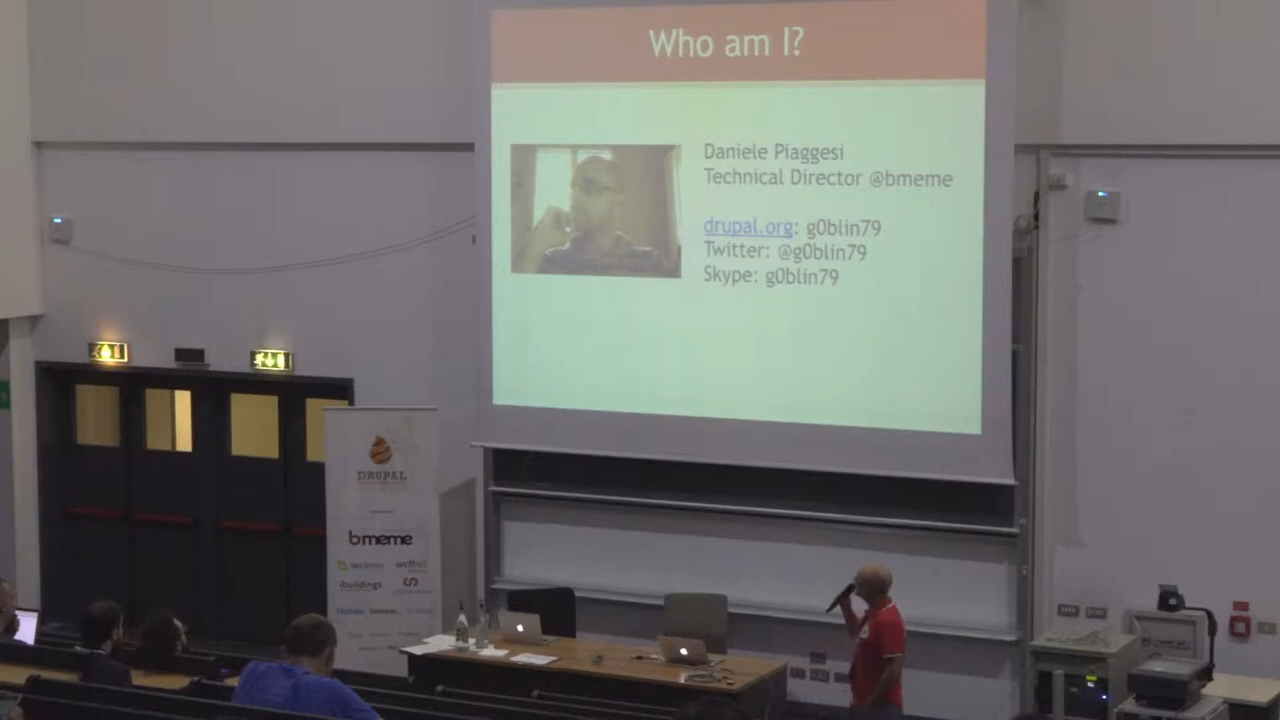 Who am I?
Daniele Piaggesi
Technical Director @bmeme
drupal.org: g0blin79
Twitter: @g0blin79
Skype: g0blin79
DRUPAL
bmeme
ibuildings